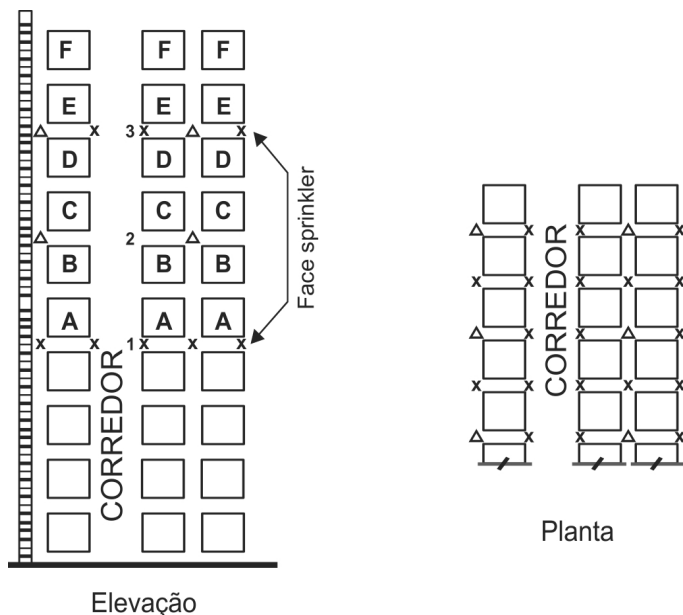 F F F
E E E
3
D D D
C C C
2
B B B
A A A
1
CORREDOR
Face sprinkler
Elevação
CORREDOR
Planta